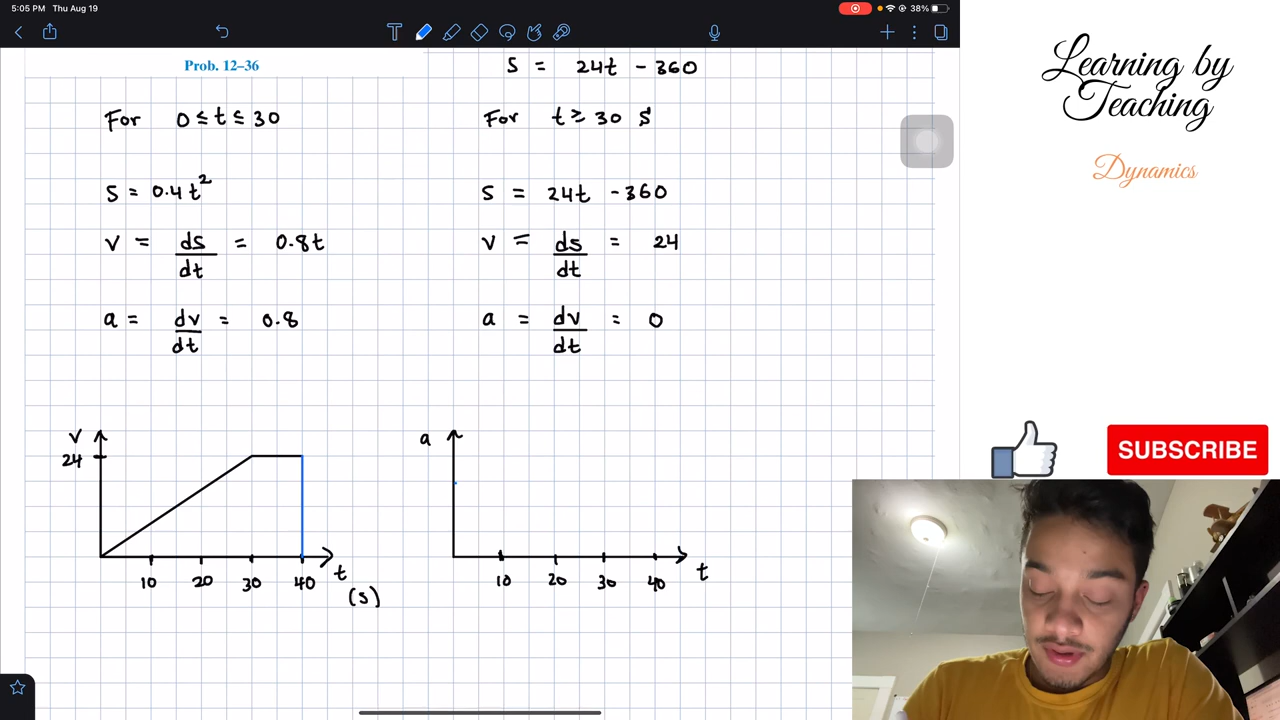 5:05 PM Thu Aug 19
38%
Prob. 12–36
S = 24t - 360
For 0 ≤ t ≤ 30
For t ≥ 30 s
S = 0.4 t²
S = 24t - 360
v = ds/dt = 0.8t
v = ds/dt = 24
a = dv/dt = 0.8
a = dv/dt = 0
v
24
10 20 30 40
t
(s)
a
10 20 30 40
t
Learning by
Teaching
Dynamics
SUBSCRIBE